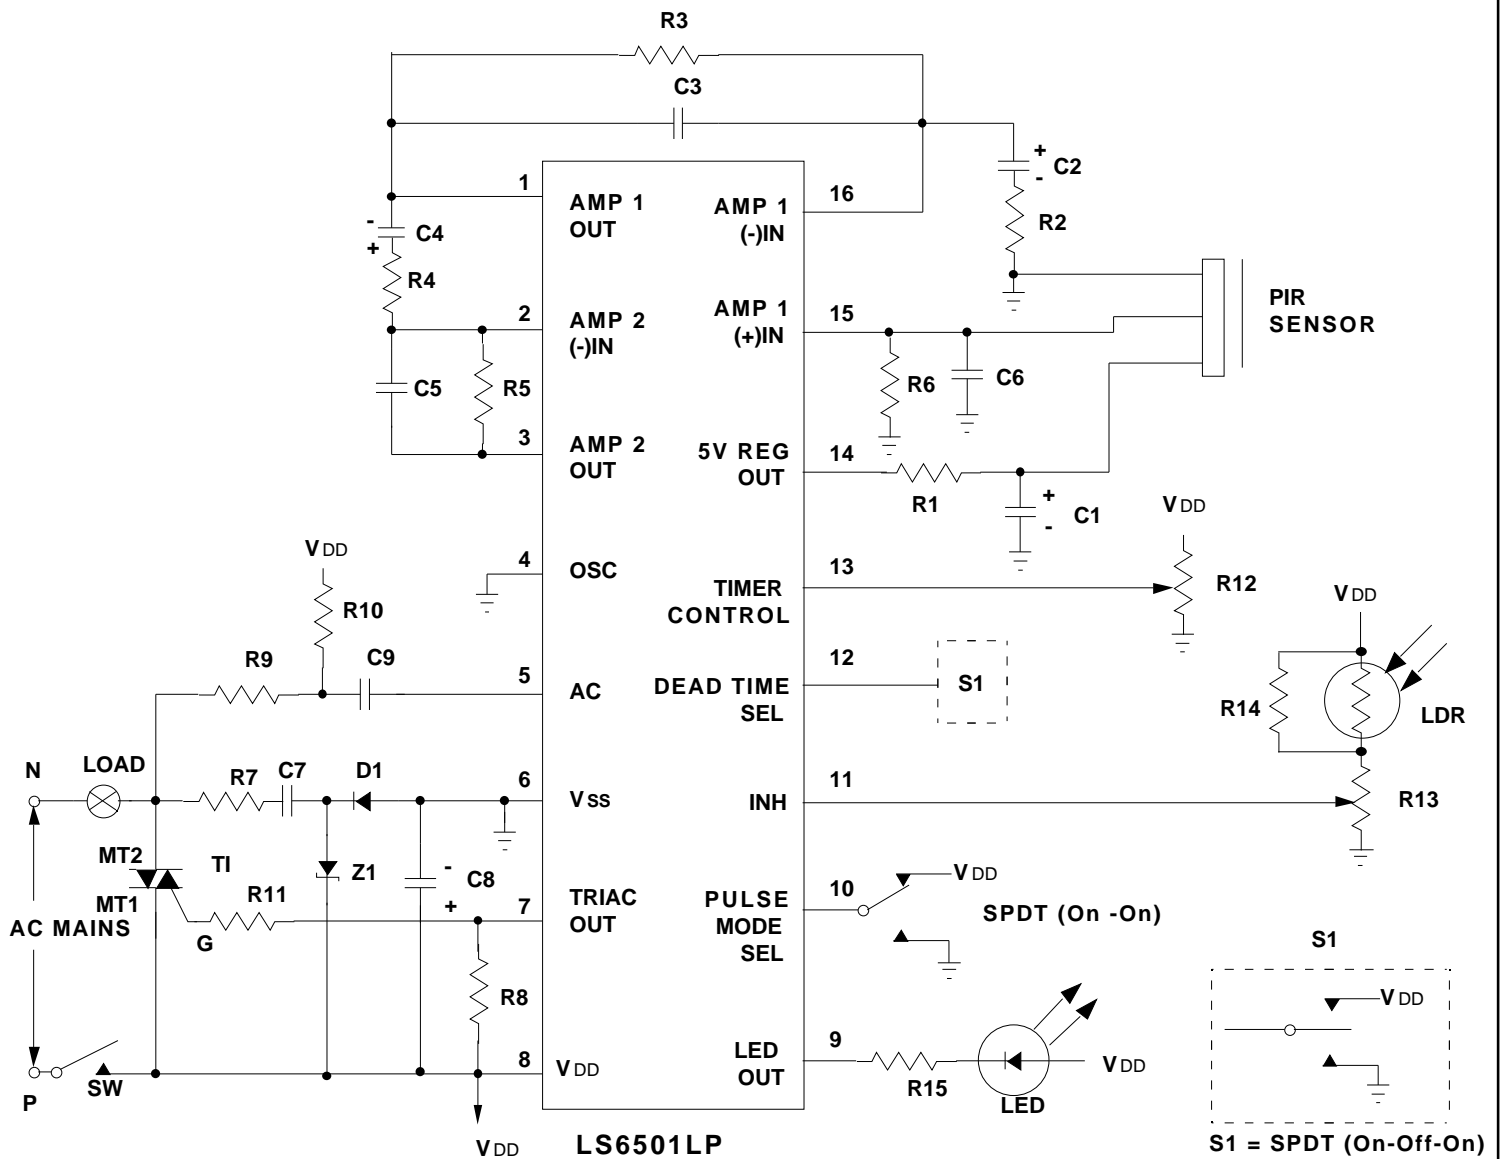 R3
C3
+
C2
-
R2
1
AMP 1
OUT
AMP 1
(-)IN
16
-
C4
+
R4
2
AMP 2
(-)IN
AMP 1
(+)IN
15
PIR
SENSOR
C5
R5
R6
C6
3
AMP 2
OUT
5V REG
OUT
14
R1
+
C1
-
VDD
R12
4
OSC
TIMER
CONTROL
13
VDD
R10
R9
C9
5
AC
DEAD TIME
SEL
12
S1
VDD
R14
LDR
N
LOAD
R7
C7
D1
6
VSS
INH
11
R13
MT2
TI
MT1
Z1
-
C8
+
AC MAINS
R11
G
7
TRIAC
OUT
PULSE
MODE
SEL
10
VDD
SPDT (On -On)
R8
S1
VDD
P
SW
8
VDD
LED
OUT
9
R15
LED
VDD
VDD
LS6501LP
S1 = SPDT (On-Off-On)